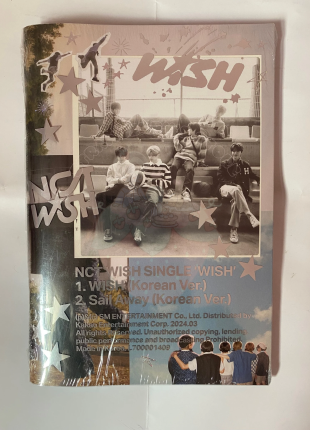 WISH
NCT
WISH
NCT WISH SINGLE 'WISH'
1. WISH (Korean Ver.)
2. Sail Away (Korean Ver.)
SM ENTERTAINMENT Co., Ltd. Distributed
Entertainment Corp. 2024.03
All rights reserved. Unauthorized copying, lending,
public performance and broadcasting Prohibited.
Made